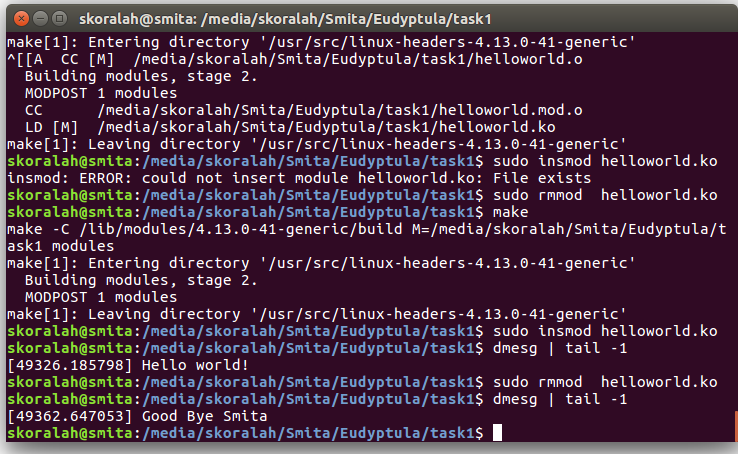 skoralah@smita: /media/skoralah/Smita/Eudyptula/task1
make[1]: Entering directory '/usr/src/linux-headers-4.13.0-41-generic'
^[[A  CC [M]  /media/skoralah/Smita/Eudyptula/task1/helloworld.o
  Building modules, stage 2.
  MODPOST 1 modules
  CC      /media/skoralah/Smita/Eudyptula/task1/helloworld.mod.o
  LD [M]  /media/skoralah/Smita/Eudyptula/task1/helloworld.ko
make[1]: Leaving directory '/usr/src/linux-headers-4.13.0-41-generic'
skoralah@smita:/media/skoralah/Smita/Eudyptula/task1$ sudo insmod helloworld.ko
insmod: ERROR: could not insert module helloworld.ko: File exists
skoralah@smita:/media/skoralah/Smita/Eudyptula/task1$ sudo rmmod  helloworld.ko
skoralah@smita:/media/skoralah/Smita/Eudyptula/task1$ make
make -C /lib/modules/4.13.0-41-generic/build M=/media/skoralah/Smita/Eudyptula/t
ask1 modules
make[1]: Entering directory '/usr/src/linux-headers-4.13.0-41-generic'
  Building modules, stage 2.
  MODPOST 1 modules
make[1]: Leaving directory '/usr/src/linux-headers-4.13.0-41-generic'
skoralah@smita:/media/skoralah/Smita/Eudyptula/task1$ sudo insmod helloworld.ko
skoralah@smita:/media/skoralah/Smita/Eudyptula/task1$ dmesg | tail -1
[49326.185798] Hello world!
skoralah@smita:/media/skoralah/Smita/Eudyptula/task1$ sudo rmmod  helloworld.ko
skoralah@smita:/media/skoralah/Smita/Eudyptula/task1$ dmesg | tail -1
[49362.647053] Good Bye Smita
skoralah@smita:/media/skoralah/Smita/Eudyptula/task1$